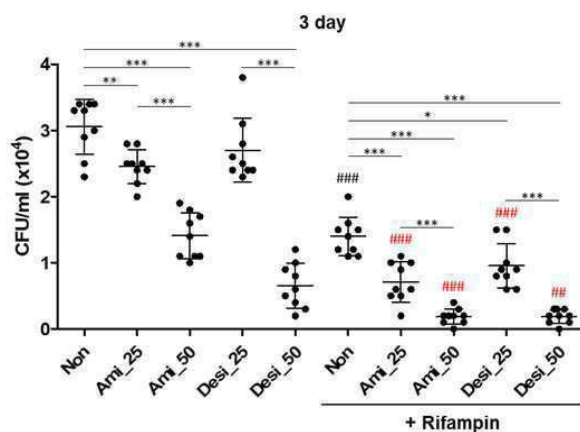 3 day
***
***
***
**
***
***
*
***
***
###
***
###
***
###
###
##
CFU/ml (x10⁴)
4
3
2
1
0
Non
Ami_25
Ami_50
Desi_25
Desi_50
Non
Ami_25
Ami_50
Desi_25
Desi_50
+ Rifampin